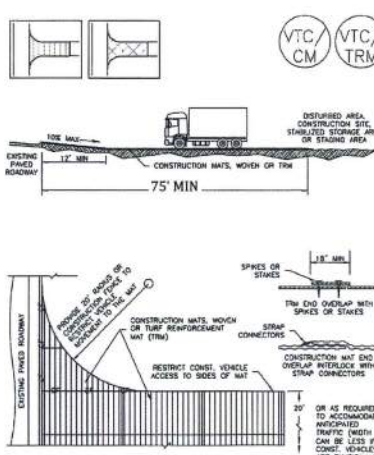 VTC/
CM
VTC/
TRM
DISTURBED AREA,
CONSTRUCTION SITE,
STABILIZED STORAGE ARE
OR STAGING AREA
10% MAX
EXISTING
PAVED
ROADWAY
12' MIN
CONSTRUCTION MATS, WOVEN OR TRM
75' MIN
PROVIDE 20' RADIUS OR
CONSTRUCTION FENCE TO
RESTRICT VEHICLE
MOVEMENT TO THE MAT
EXISTING PAVED ROADWAY
CONSTRUCTION MATS, WOVEN
OR TURF REINFORCEMENT
MAT (TRM)
RESTRICT CONST. VEHICLE
ACCESS TO SIDES OF MAT
18" MIN
SPIKES OR
STAKES
TRM END OVERLAP WITH
SPIKES OR STAKES
STRAP
CONNECTORS
CONSTRUCTION MAT END
OVERLAP INTERLOCK WITH
STRAP CONNECTORS
20'
OR AS REQUIRED
TO ACCOMMODA
ANTICIPATED
TRAFFIC (WIDTH
CAN BE LESS IF
CONST. VEHICLES